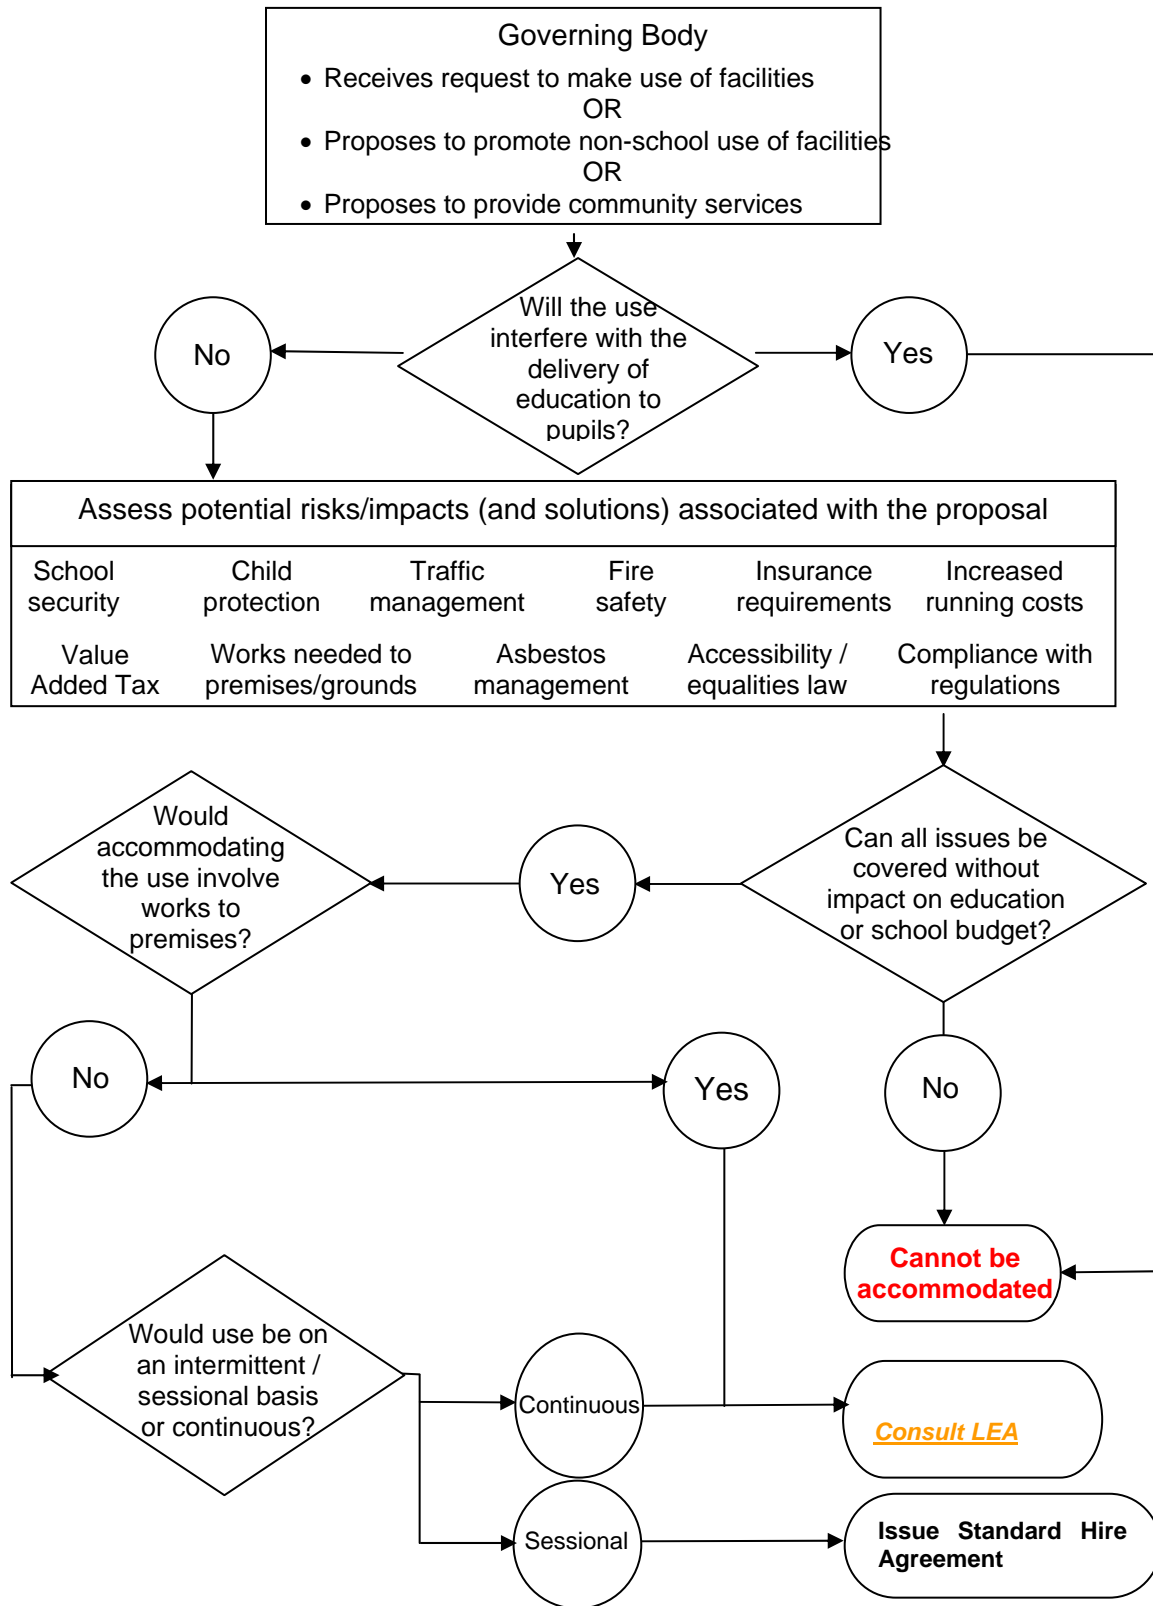 Governing Body
• Receives request to make use of facilities
OR
• Proposes to promote non-school use of facilities
OR
• Proposes to provide community services
Will the use
interfere with the
delivery of
education to
pupils?
No
Yes
Assess potential risks/impacts (and solutions) associated with the proposal
School
security
Child
protection
Traffic
management
Fire
safety
Insurance
requirements
Increased
running costs
Value
Added Tax
Works needed to
premises/grounds
Asbestos
management
Accessibility /
equalities law
Compliance with
regulations
Would
accommodating
the use involve
works to
premises?
Yes
Can all issues be
covered without
impact on education
or school budget?
No
Yes
No
Cannot be
accommodated
Would use be on
an intermittent /
sessional basis
or continuous?
Continuous
Consult LEA
Sessional
Issue Standard Hire
Agreement